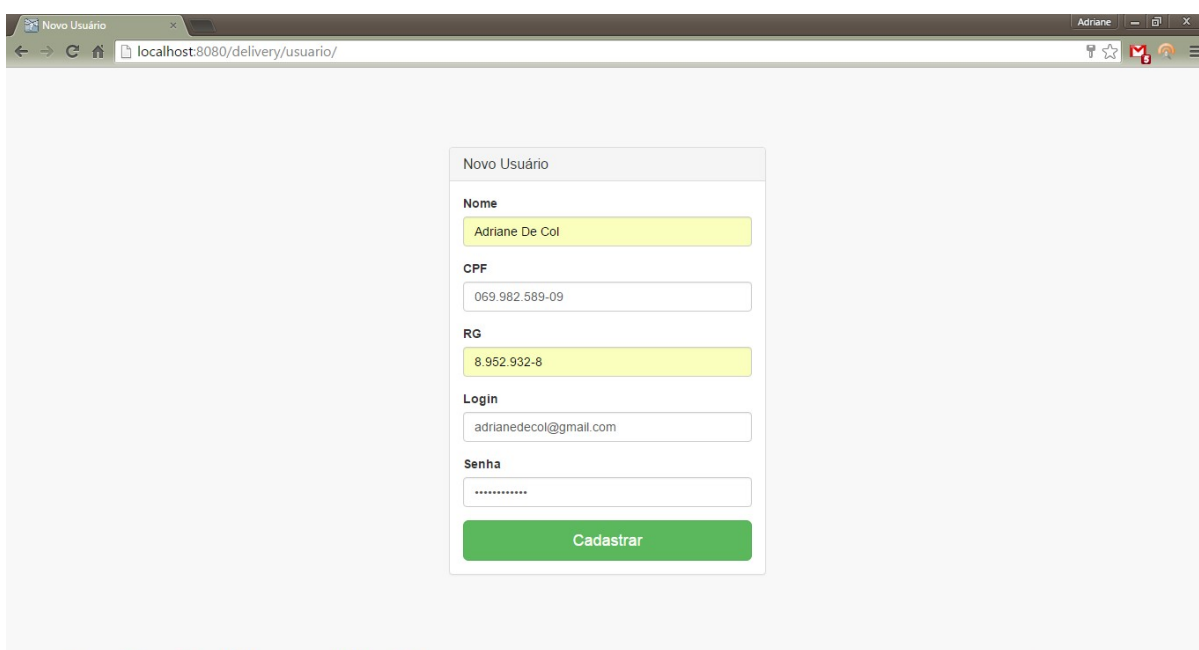 Novo Usuário
Adriane
localhost:8080/delivery/usuario/
5
Novo Usuário
Nome
Adriane De Col
CPF
069.982.589-09
RG
8.952.932-8
Login
adrianedecol@gmail.com
Senha
••••••••••••
Cadastrar